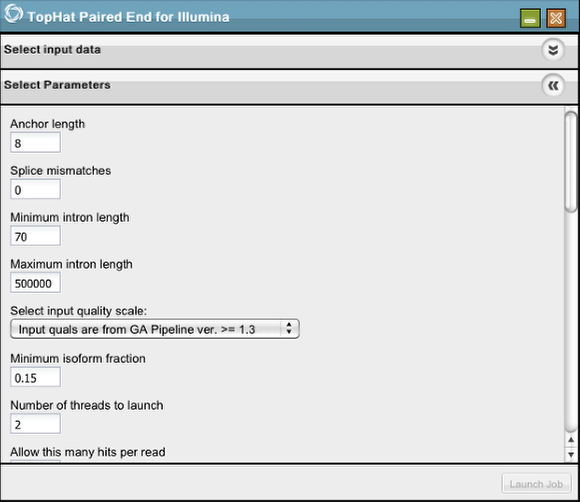 TopHat Paired End for Illumina
Select input data
Select Parameters
Anchor length
8
Splice mismatches
0
Minimum intron length
70
Maximum intron length
500000
Select input quality scale:
Input quals are from GA Pipeline ver. >= 1.3
Minimum isoform fraction
0.15
Number of threads to launch
2
Allow this many hits per read
Launch Job